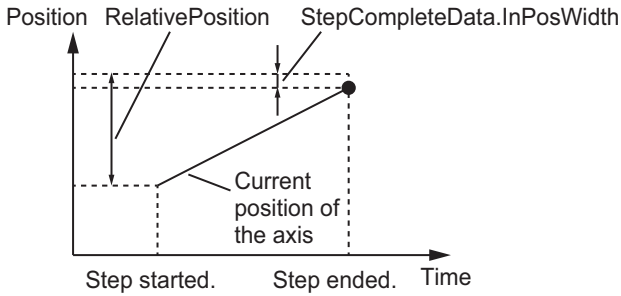 Position RelativePosition StepCompleteData.InPosWidth
Current
position of
the axis
Step started. Step ended. Time